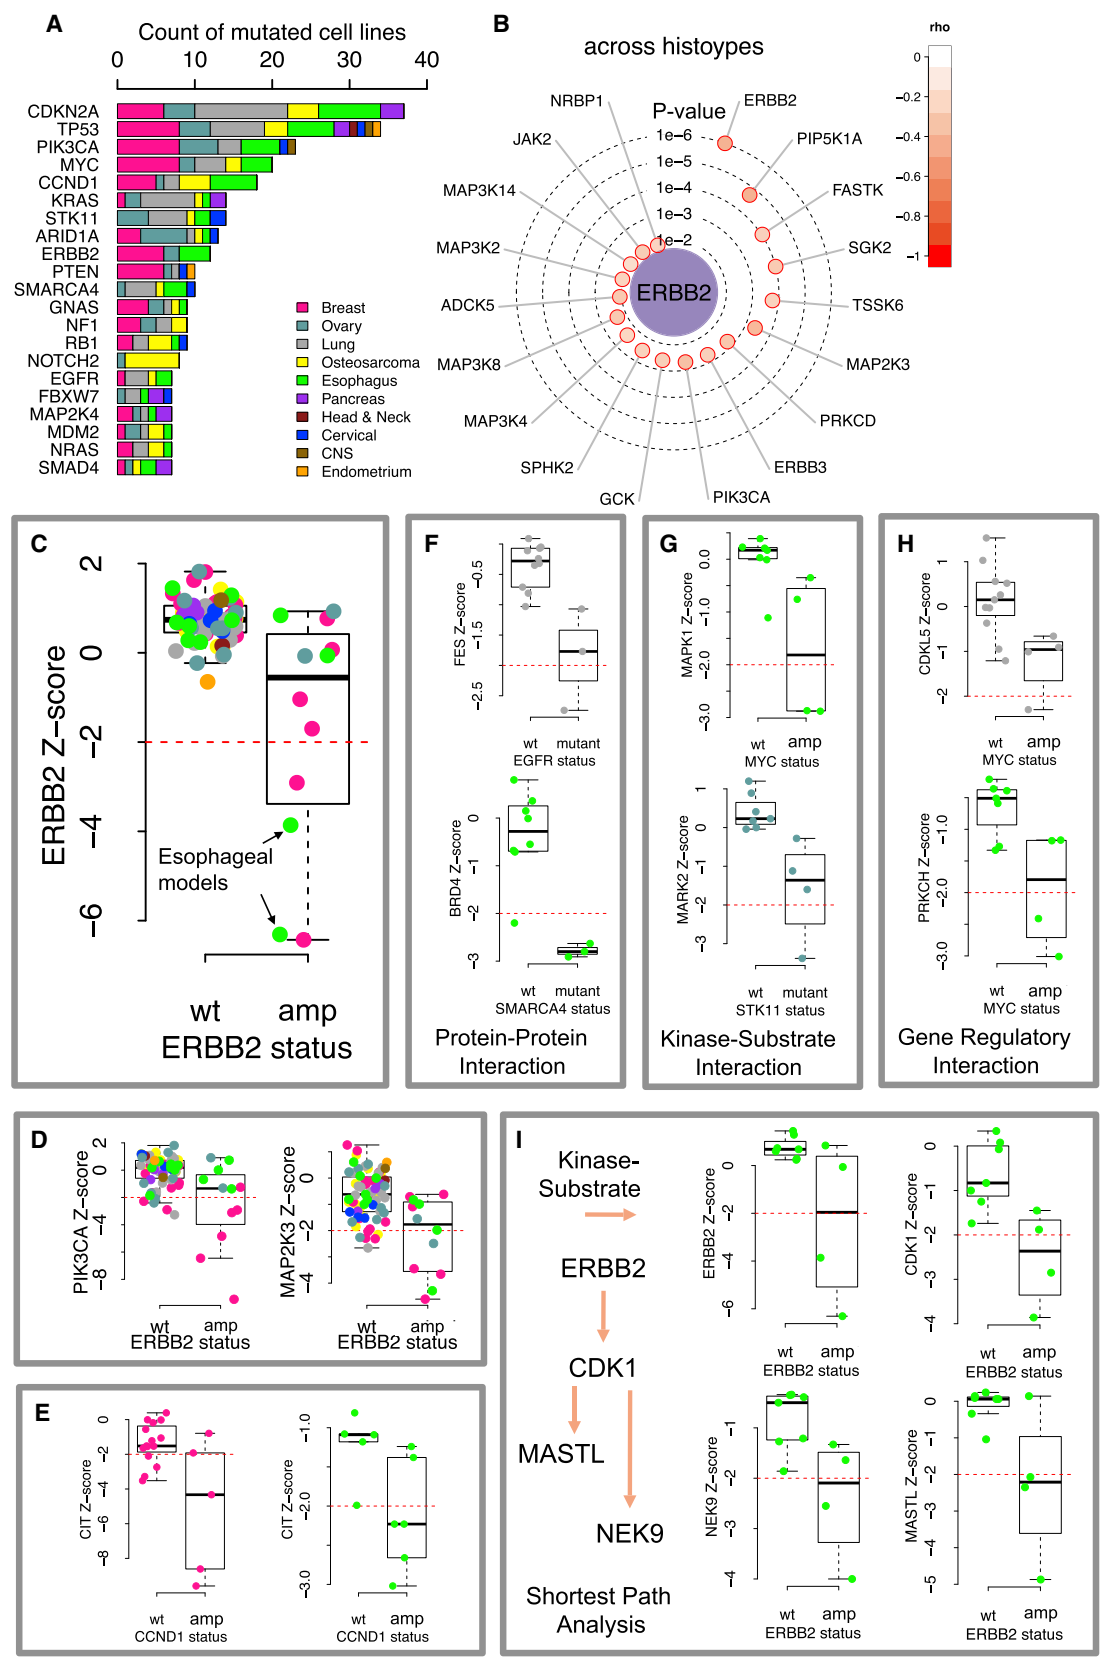 A
Count of mutated cell lines
0 10 20 30 40
CDKN2A
TP53
PIK3CA
MYC
CCND1
KRAS
STK11
ARID1A
ERBB2
PTEN
SMARCA4
GNAS
NF1
RB1
NOTCH2
EGFR
FBXW7
MAP2K4
MDM2
NRAS
SMAD4
Breast
Ovary
Lung
Osteosarcoma
Esophagus
Pancreas
Head & Neck
Cervical
CNS
Endometrium
B
across histoypes
P-value
1e-6
1e-5
1e-4
1e-3
1e-2
ERBB2
ERBB2
PIP5K1A
FASTK
SGK2
TSSK6
MAP2K3
PRKCD
ERBB3
PIK3CA
GCK
SPHK2
MAP3K4
MAP3K8
ADCK5
MAP3K2
MAP3K14
JAK2
NRBP1
rho
0
-0.2
-0.4
-0.6
-0.8
-1
C
ERBB2 Z-score
2
0
-2
-4
-6
Esophageal
models
wt amp
ERBB2 status
F
FES Z-score
-0.5
-1.5
-2.5
wt mutant
EGFR status
BRD4 Z-score
0
-1
-2
-3
wt mutant
SMARCA4 status
Protein-Protein
Interaction
G
MAPK1 Z-score
0.0
-1.0
-2.0
-3.0
wt amp
MYC status
MARK2 Z-score
1
0
-1
-2
-3
wt mutant
STK11 status
Kinase-Substrate
Interaction
H
CDKL5 Z-score
1
0
-1
-2
wt amp
MYC status
PRKCH Z-score
-1.0
-2.0
-3.0
wt amp
MYC status
Gene Regulatory
Interaction
D
PIK3CA Z-score
2
0
-4
-8
wt amp
ERBB2 status
MAP2K3 Z-score
0
-2
-4
wt amp
ERBB2 status
E
CIT Z-score
0
-2
-4
-6
-8
wt amp
CCND1 status
CIT Z-score
-1.0
-2.0
-3.0
wt amp
CCND1 status
I
Kinase-
Substrate
ERBB2
CDK1
MASTL
NEK9
Shortest Path
Analysis
ERBB2 Z-score
0
-2
-4
-6
wt amp
ERBB2 status
CDK1 Z-score
0
-1
-2
-3
-4
wt amp
ERBB2 status
NEK9 Z-score
-1
-2
-3
-4
wt amp
ERBB2 status
MASTL Z-score
0
-1
-2
-3
-4
-5
wt amp
ERBB2 status